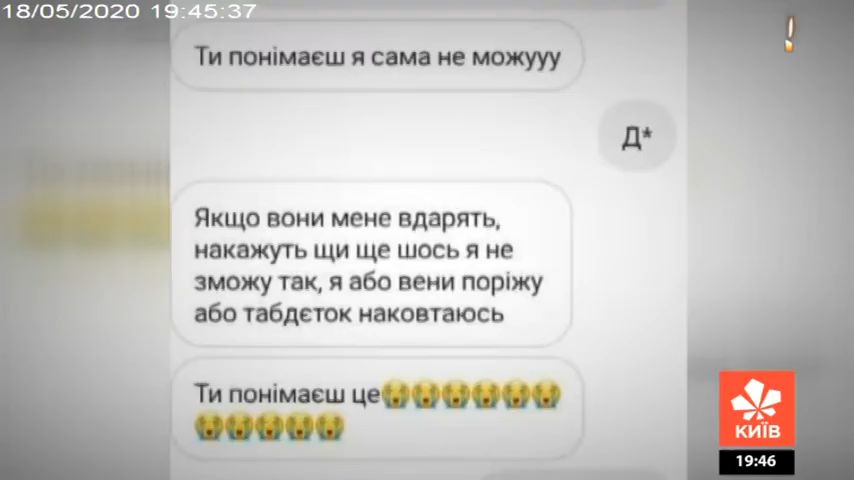 18/05/2020 19:45:37
Ти понімаєш я сама не можууу
Д*
Якщо вони мене вдарять,
накажуть щи ще шось я не
зможу так, я або вени поріжу
або табдєток наковтаюсь
Ти понімаєш це😭😭😭😭😭😭
😭😭😭😭😭
КИЇВ
19:46